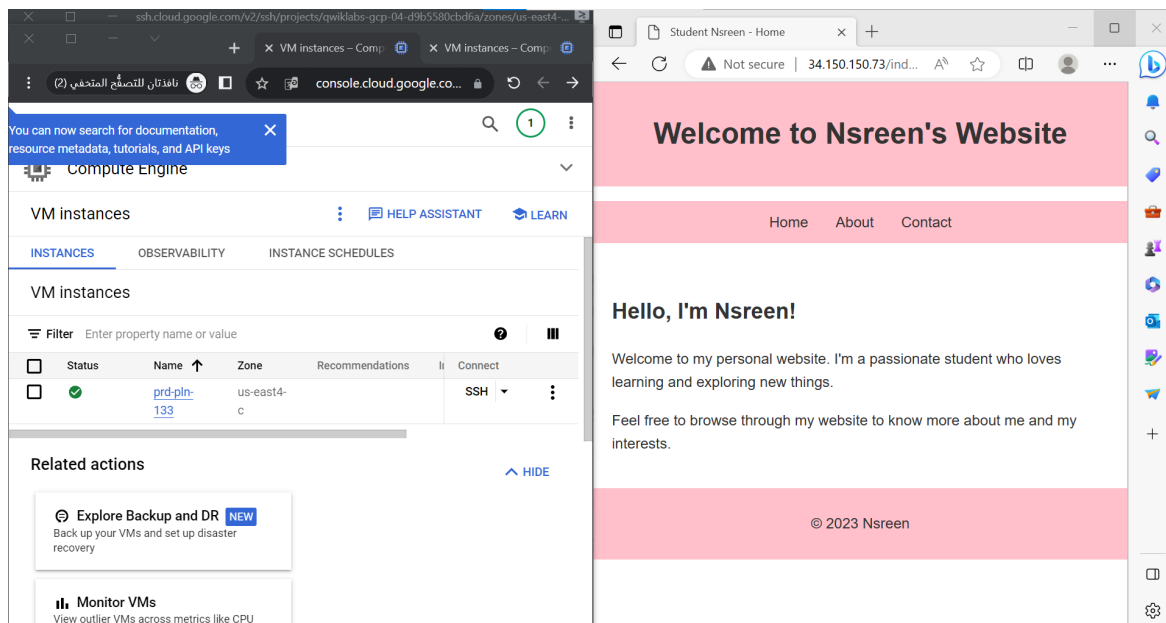 ssh.cloud.google.com/v2/ssh/projects/qwiklabs-gcp-04-d9b5580cbd6a/zones/us-east4-...
VM instances – Comp
VM instances – Comp
نافذتان للتصفُّح المتخفي (2)
console.cloud.google.co...
You can now search for documentation,
resource metadata, tutorials, and API keys
1
Compute Engine
VM instances
HELP ASSISTANT
LEARN
INSTANCES
OBSERVABILITY
INSTANCE SCHEDULES
VM instances
Filter Enter property name or value
Status Name Zone Recommendations Connect
prd-pln-
133
us-east4-
c
SSH
Related actions
HIDE
Explore Backup and DR NEW
Back up your VMs and set up disaster
recovery
Monitor VMs
View outlier VMs across metrics like CPU
Student Nsreen - Home
Not secure | 34.150.150.73/ind...
Welcome to Nsreen's Website
Home About Contact
Hello, I'm Nsreen!
Welcome to my personal website. I'm a passionate student who loves
learning and exploring new things.
Feel free to browse through my website to know more about me and my
interests.
© 2023 Nsreen